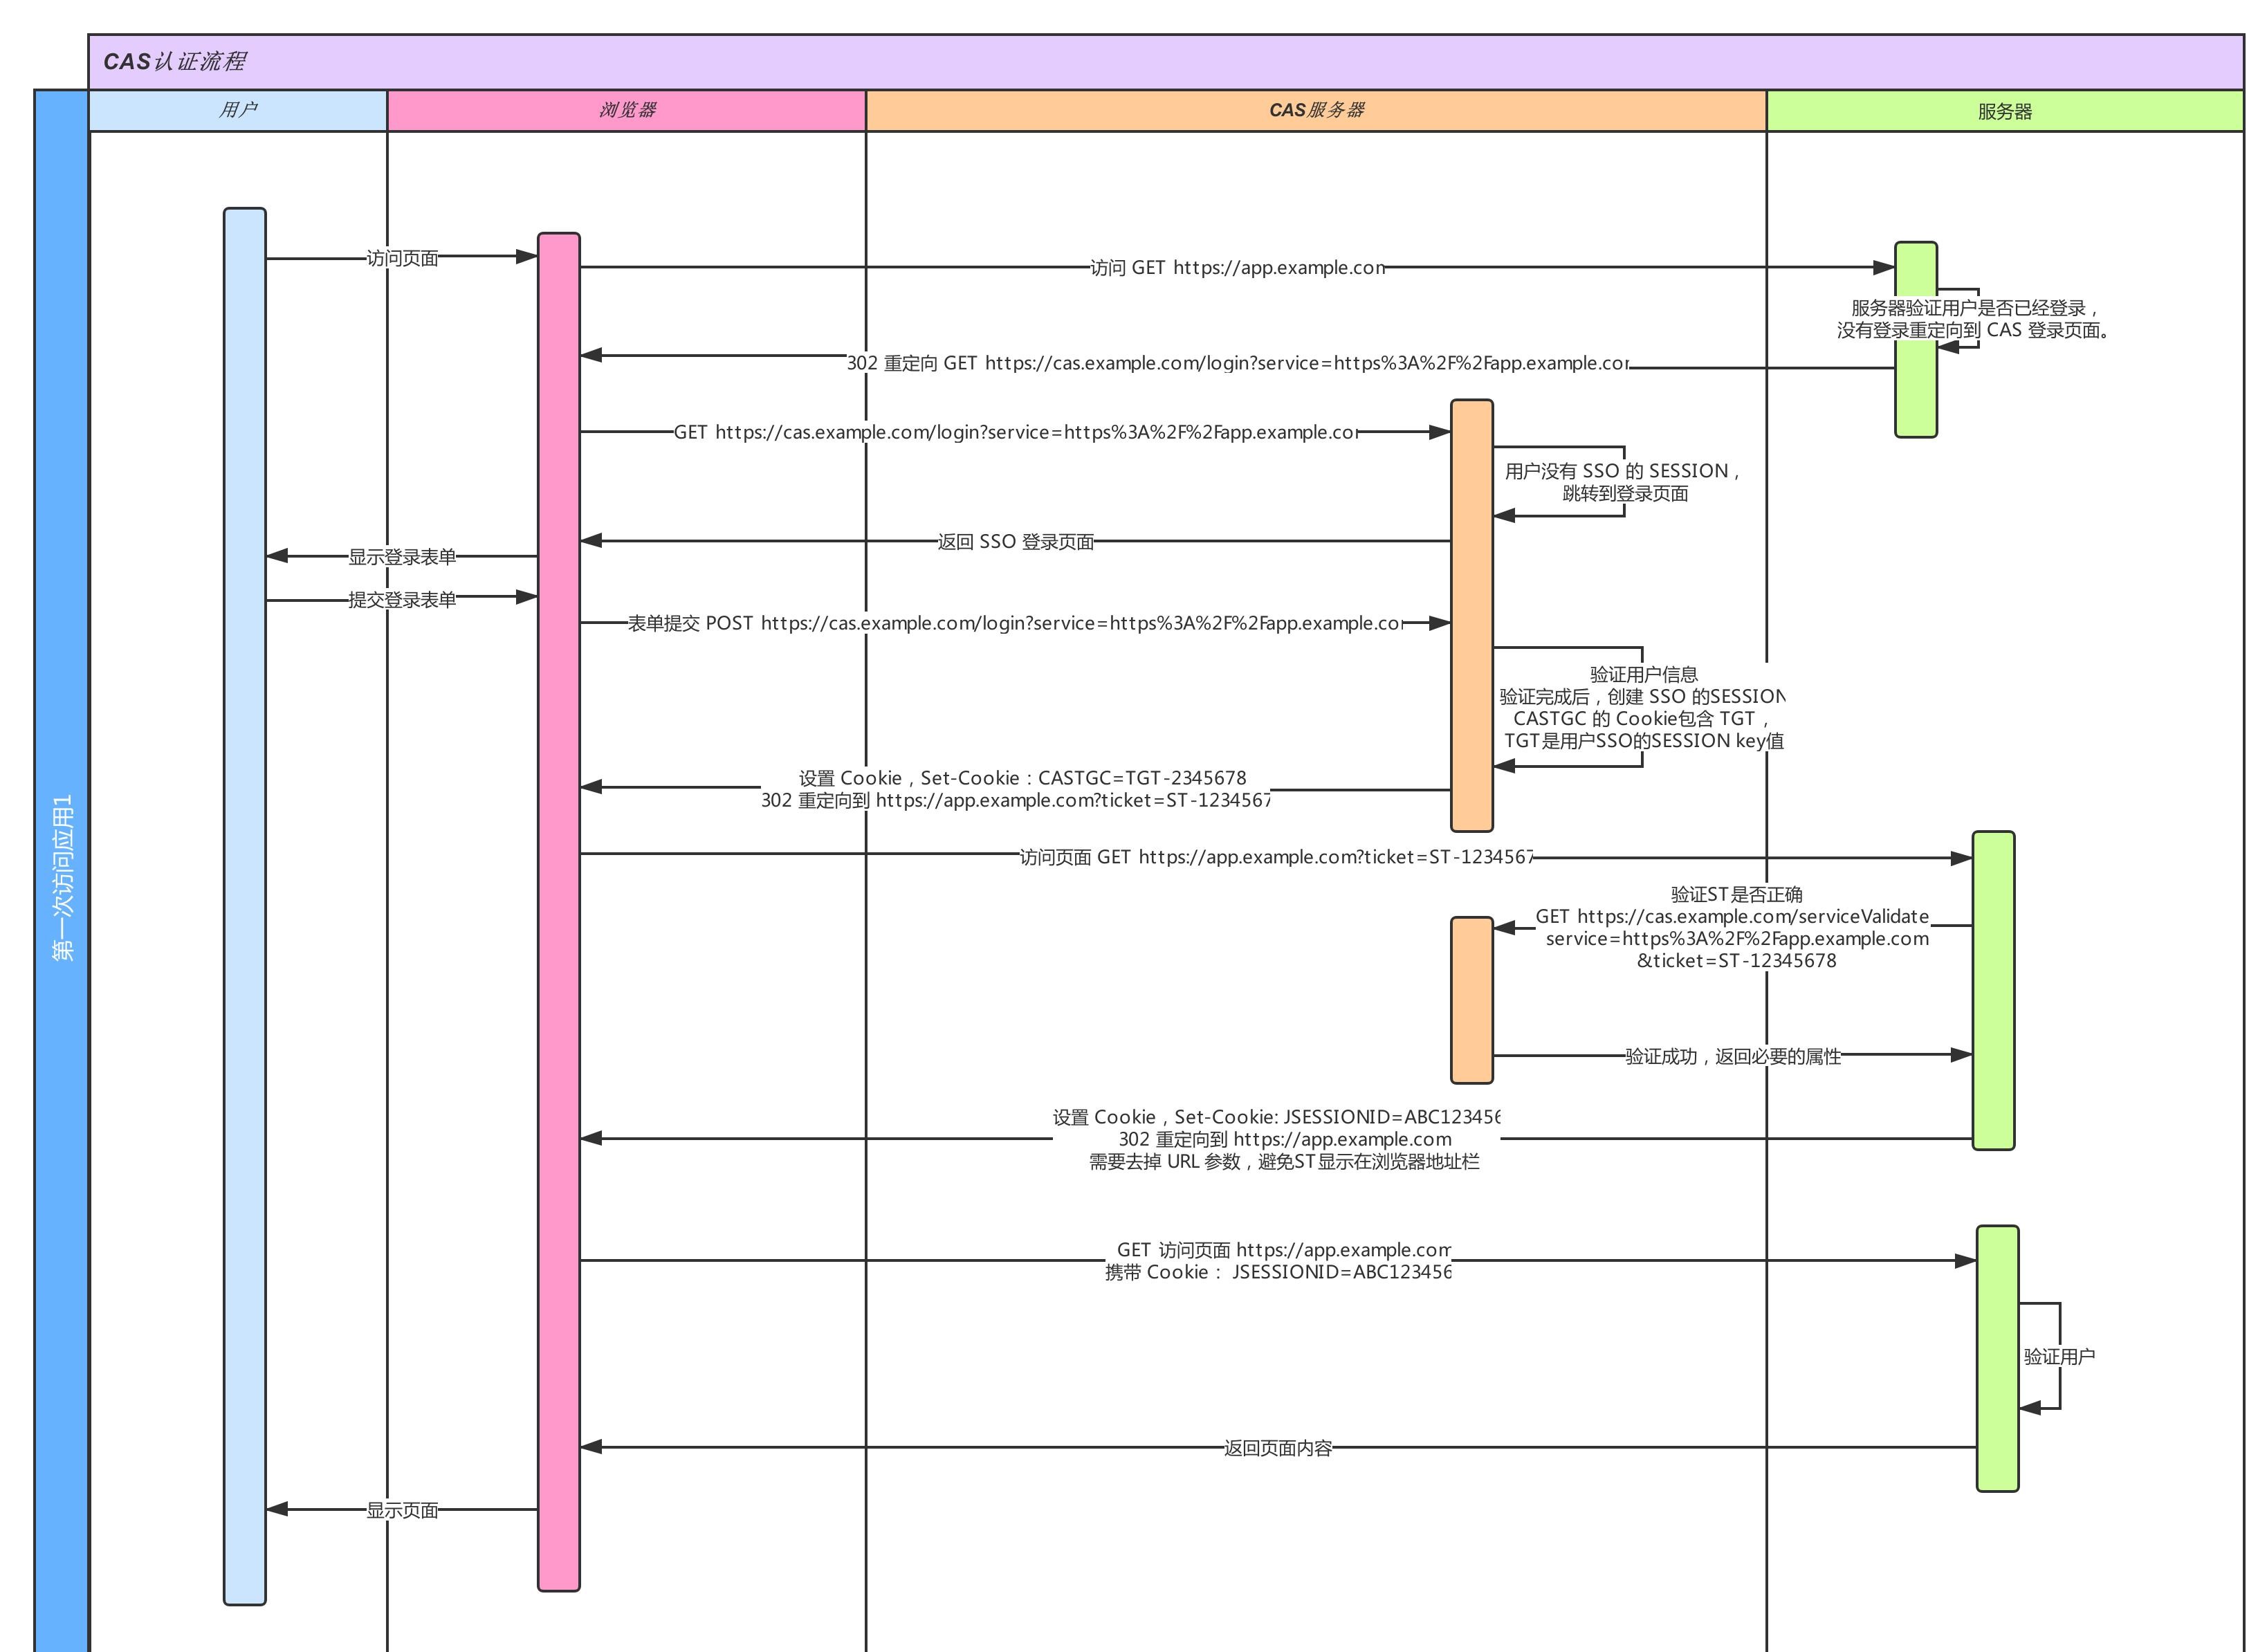 CAS认证流程
用户
浏览器
CAS服务器
服务器
第一次访问应用1
访问页面
访问 GET https://app.example.con
服务器验证用户是否已经登录，
没有登录重定向到 CAS 登录页面。
302 重定向 GET https://cas.example.com/login?service=https%3A%2F%2Fapp.example.cor
GET https://cas.example.com/login?service=https%3A%2F%2Fapp.example.cor
用户没有 SSO 的 SESSION，
跳转到登录页面
返回 SSO 登录页面
显示登录表单
提交登录表单
表单提交 POST https://cas.example.com/login?service=https%3A%2F%2Fapp.example.cor
验证用户信息
验证完成后，创建 SSO 的SESSION
CASTGC 的 Cookie包含 TGT，
TGT是用户SSO的SESSION key值
设置 Cookie，Set-Cookie：CASTGC=TGT-2345678
302 重定向到 https://app.example.com?ticket=ST-1234567
访问页面 GET https://app.example.com?ticket=ST-1234567
验证ST是否正确
GET https://cas.example.com/serviceValidate
service=https%3A%2F%2Fapp.example.com
&ticket=ST-12345678
验证成功，返回必要的属性
设置 Cookie，Set-Cookie: JSESSIONID=ABC123456
302 重定向到 https://app.example.com
需要去掉 URL 参数，避免ST显示在浏览器地址栏
GET 访问页面 https://app.example.com
携带 Cookie： JSESSIONID=ABC123456
验证用户
返回页面内容
显示页面